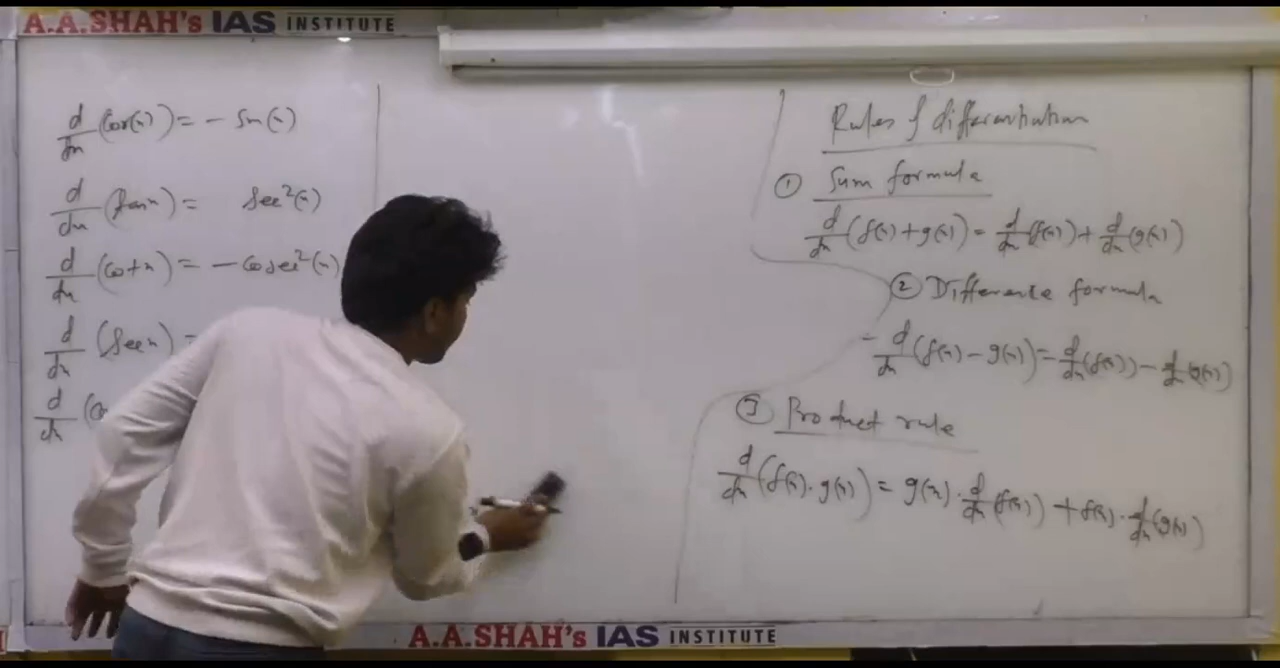 A.A.SHAH's IAS INSTITUTE
d/dx (Cos(x)) = - Sin(x)
d/dx (tanx) = Sec²(x)
d/dx (cotx) = - Cosec²(x)
d/dx (Secx) =
d/dx (
Rules of differentiation
① Sum formula
d/dx (f(x) + g(x)) = d/dx f(x)) + d/dx (g(x))
② Difference formula
- d/dx (f(x) - g(x)) = d/dx (f(x)) - d/dx (g(x))
③ Product rule
d/dx (f(x) . g(x)) = g(x) . d/dx (f(x)) + f(x) . d/dx (g(x))
A.A.SHAH's IAS INSTITUTE